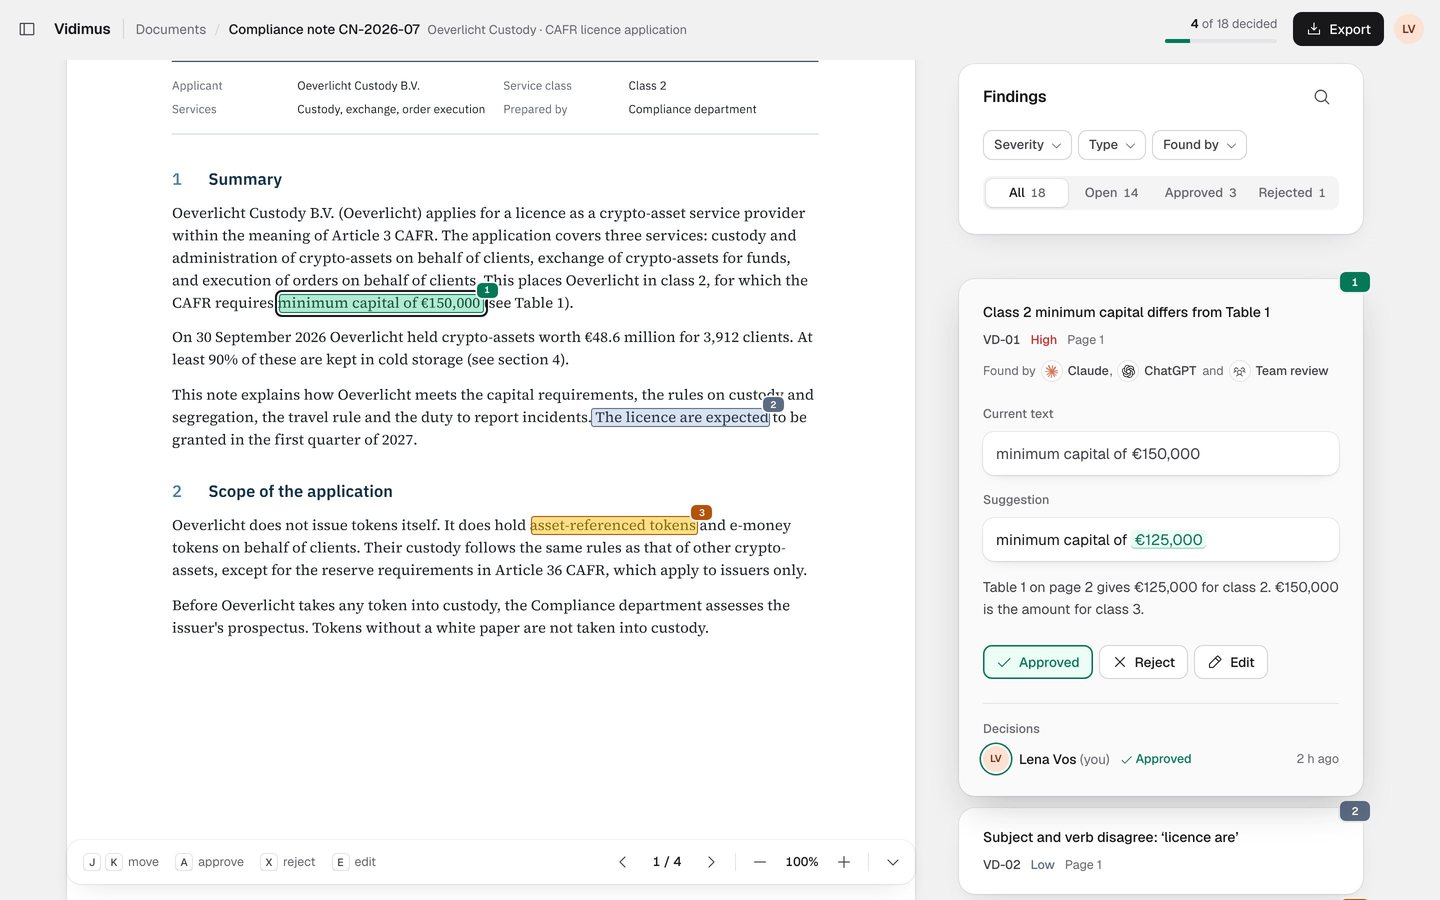 Vidimus Documents / Compliance note CN-2026-07 Oeverlicht Custody · CAFR licence application
4 of 18 decided
Export
LV
Applicant Oeverlicht Custody B.V. Service class Class 2
Services Custody, exchange, order execution Prepared by Compliance department
1 Summary
Oeverlicht Custody B.V. (Oeverlicht) applies for a licence as a crypto-asset service provider
within the meaning of Article 3 CAFR. The application covers three services: custody and
administration of crypto-assets on behalf of clients, exchange of crypto-assets for funds,
and execution of orders on behalf of clients. This places Oeverlicht in class 2, for which the
1
CAFR requires minimum capital of €150,000 (see Table 1).
On 30 September 2026 Oeverlicht held crypto-assets worth €48.6 million for 3,912 clients. At
least 90% of these are kept in cold storage (see section 4).
This note explains how Oeverlicht meets the capital requirements, the rules on custody and
2
segregation, the travel rule and the duty to report incidents. The licence are expected to be
granted in the first quarter of 2027.
2 Scope of the application
3
Oeverlicht does not issue tokens itself. It does hold asset-referenced tokens and e-money
tokens on behalf of clients. Their custody follows the same rules as that of other crypto-
assets, except for the reserve requirements in Article 36 CAFR, which apply to issuers only.
Before Oeverlicht takes any token into custody, the Compliance department assesses the
issuer's prospectus. Tokens without a white paper are not taken into custody.
J K move A approve X reject E edit
1 / 4
100%
Findings
Severity Type Found by
All 18 Open 14 Approved 3 Rejected 1
1
Class 2 minimum capital differs from Table 1
VD-01 High Page 1
Found by Claude, ChatGPT and Team review
Current text
minimum capital of €150,000
Suggestion
minimum capital of €125,000
Table 1 on page 2 gives €125,000 for class 2. €150,000
is the amount for class 3.
Approved Reject Edit
Decisions
LV Lena Vos (you) Approved 2 h ago
2
Subject and verb disagree: ‘licence are’
VD-02 Low Page 1